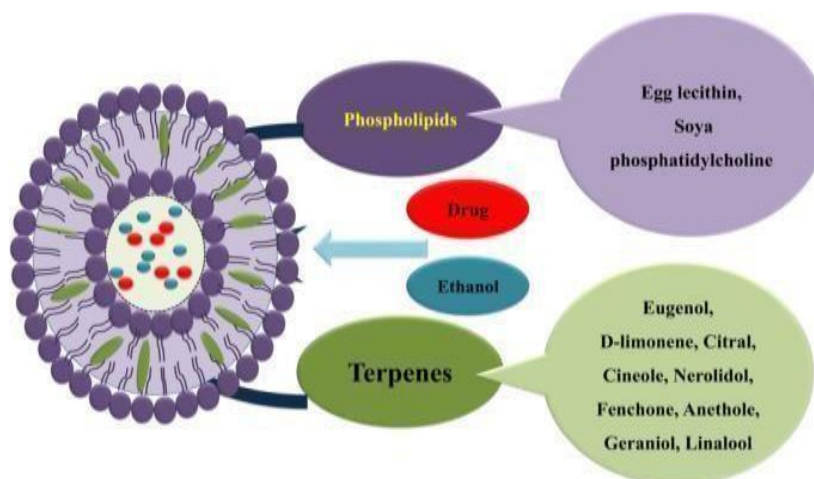 Phospholipids
Egg lecithin,
Soya
phosphatidylcholine
Drug
Ethanol
Terpenes
Eugenol,
D-limonene, Citral,
Cineole, Nerolidol,
Fenchone, Anethole,
Geraniol, Linalool